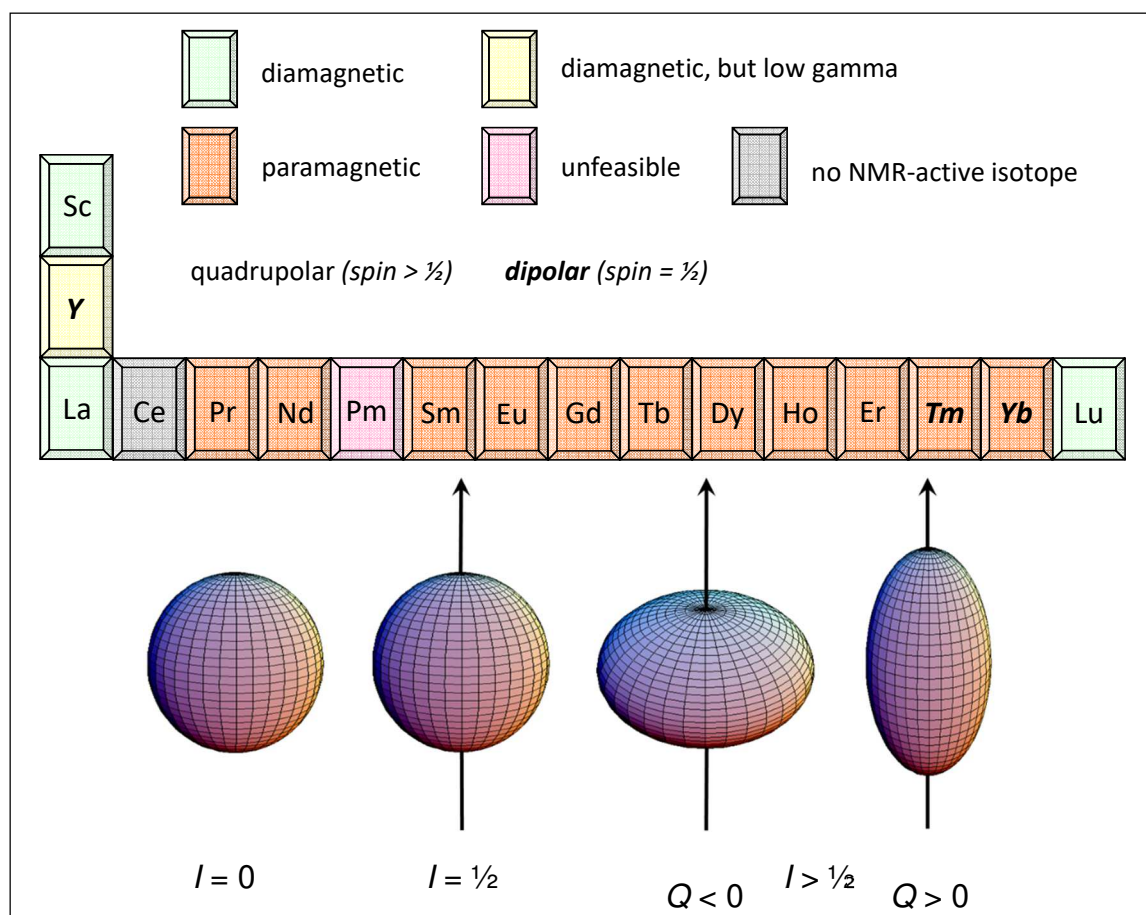 diamagnetic
diamagnetic, but low gamma
paramagnetic
unfeasible
no NMR-active isotope
quadrupolar (spin > ½) dipolar (spin = ½)
Sc
Y
La Ce Pr Nd Pm Sm Eu Gd Tb Dy Ho Er Tm Yb Lu
I = 0
I = ½
Q < 0
I > ½
Q > 0